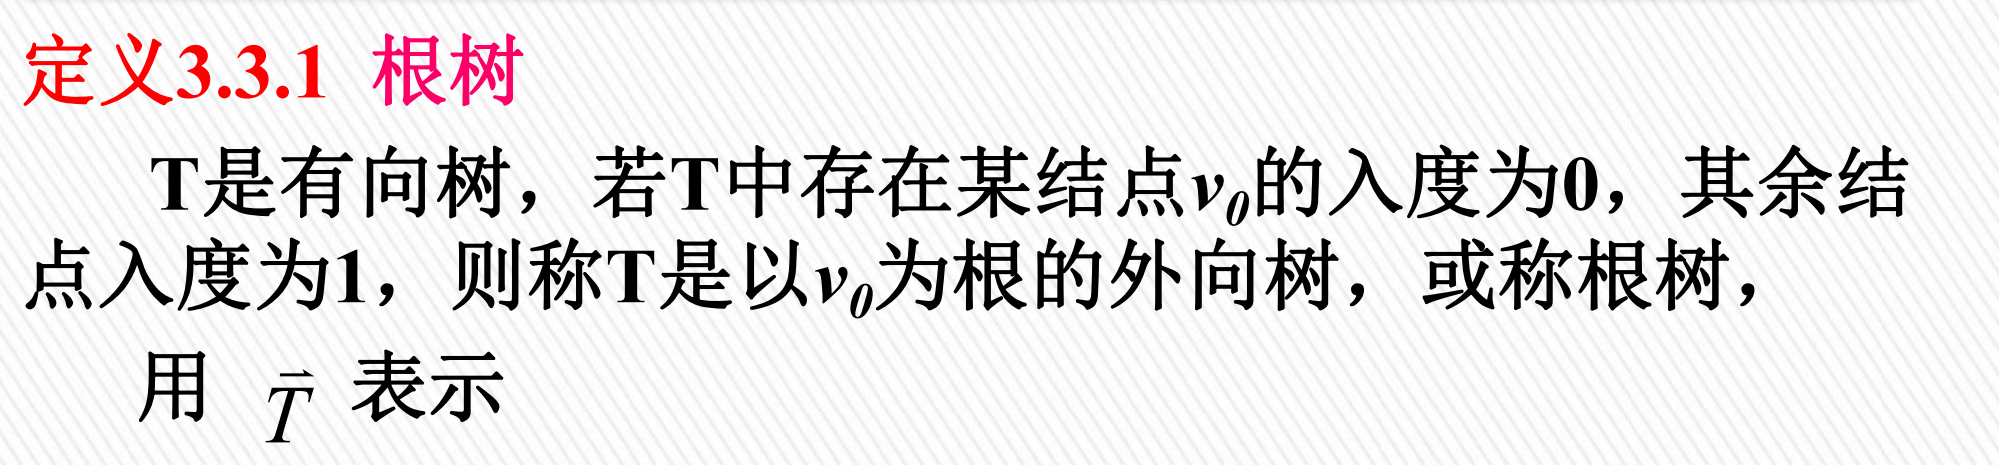 定义3.3.1 根树
T是有向树，若T中存在某结点v₀的入度为0，其余结
点入度为1，则称T是以v₀为根的外向树，或称根树，
用 T⃗ 表示